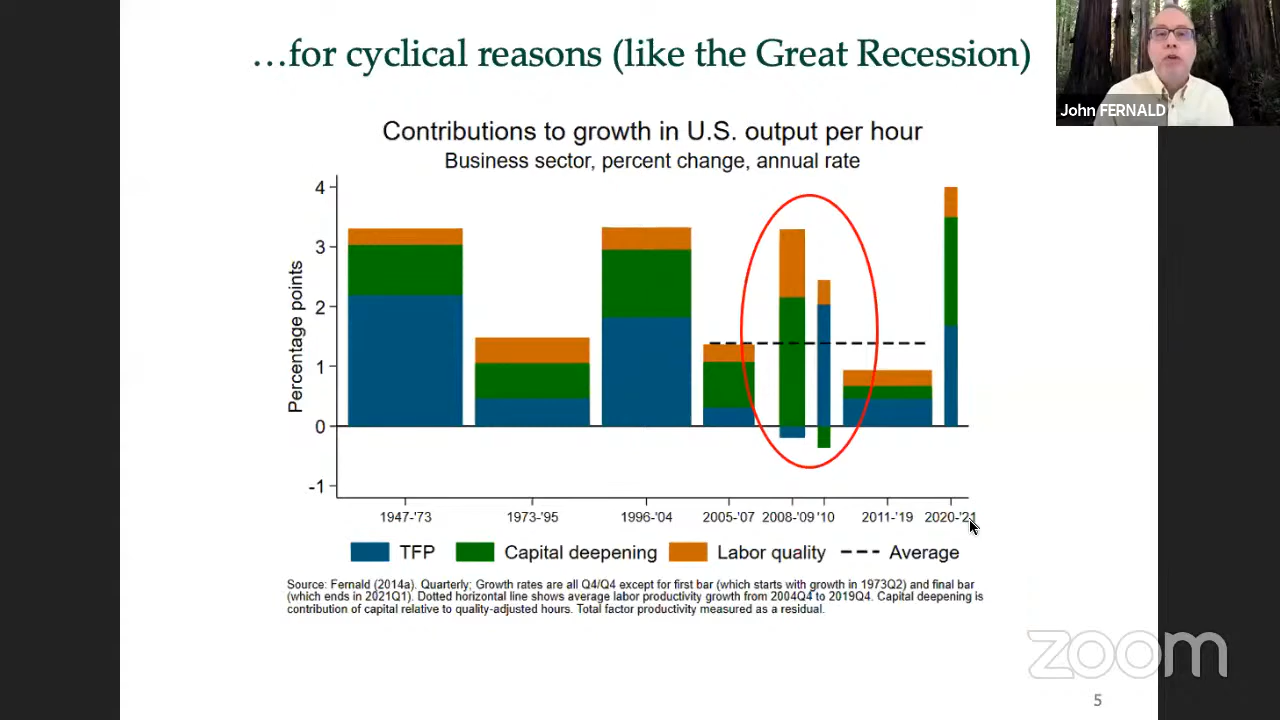 …for cyclical reasons (like the Great Recession)
John FERNALD
Contributions to growth in U.S. output per hour
Business sector, percent change, annual rate
Percentage points
4
3
2
1
0
-1
1947-'73
1973-'95
1996-'04
2005-'07
2008-'09
'10
2011-'19
2020-'21
TFP
Capital deepening
Labor quality
Average
Source: Fernald (2014a). Quarterly; Growth rates are all Q4/Q4 except for first bar (which starts with growth in 1973Q2) and final bar
(which ends in 2021Q1). Dotted horizontal line shows average labor productivity growth from 2004Q4 to 2019Q4. Capital deepening is
contribution of capital relative to quality-adjusted hours. Total factor productivity measured as a residual.
zoom
5